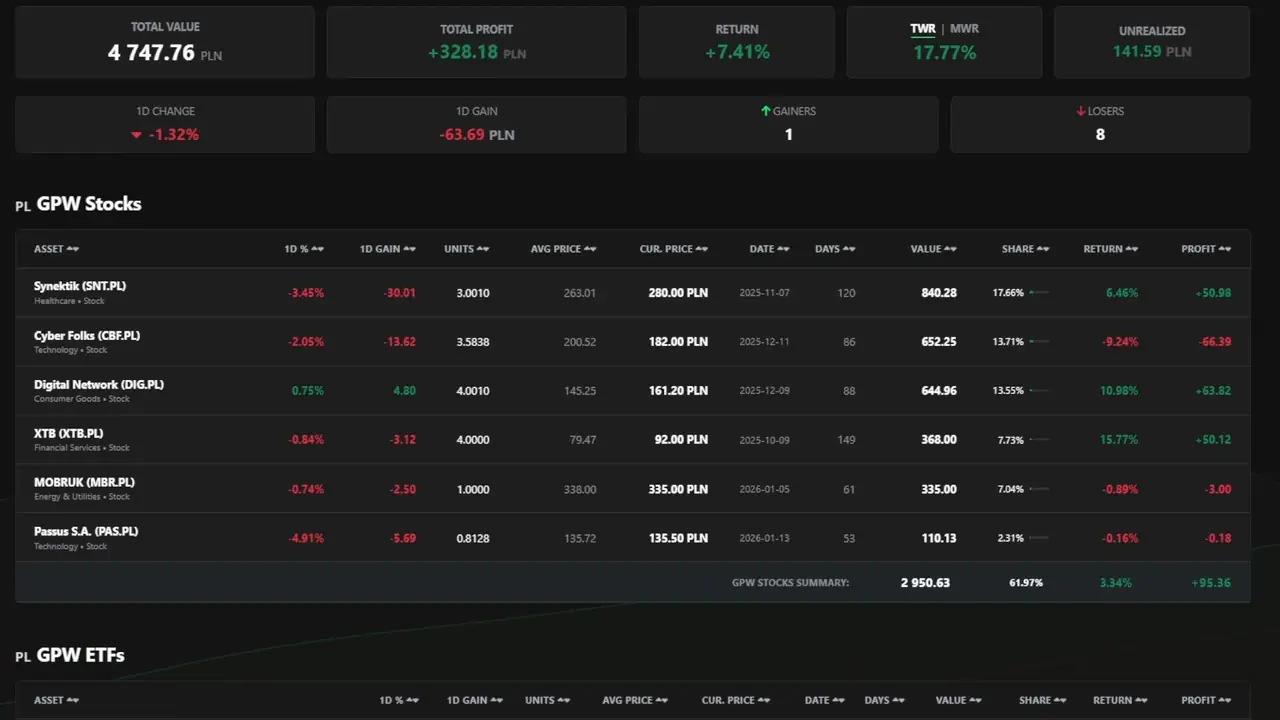 TOTAL VALUE
4 747.76 PLN
TOTAL PROFIT
+328.18 PLN
RETURN
+7.41%
TWR | MWR
17.77%
UNREALIZED
141.59 PLN
1D CHANGE
-1.32%
1D GAIN
-63.69 PLN
GAINERS
1
LOSERS
8
PL GPW Stocks
ASSET 1D % 1D GAIN UNITS AVG PRICE CUR. PRICE DATE DAYS VALUE SHARE RETURN PROFIT
Synektik (SNT.PL)
Healthcare • Stock
-3.45% -30.01 3.0010 263.01 280.00 PLN 2025-11-07 120 840.28 17.66% 6.46% +50.98
Cyber Folks (CBF.PL)
Technology • Stock
-2.05% -13.62 3.5838 200.52 182.00 PLN 2025-12-11 86 652.25 13.71% -9.24% -66.39
Digital Network (DIG.PL)
Consumer Goods • Stock
0.75% 4.80 4.0010 145.25 161.20 PLN 2025-12-09 88 644.96 13.55% 10.98% +63.82
XTB (XTB.PL)
Financial Services • Stock
-0.84% -3.12 4.0000 79.47 92.00 PLN 2025-10-09 149 368.00 7.73% 15.77% +50.12
MOBRUK (MBR.PL)
Energy & Utilities • Stock
-0.74% -2.50 1.0000 338.00 335.00 PLN 2026-01-05 61 335.00 7.04% -0.89% -3.00
Passus S.A. (PAS.PL)
Technology • Stock
-4.91% -5.69 0.8128 135.72 135.50 PLN 2026-01-13 53 110.13 2.31% -0.16% -0.18
GPW STOCKS SUMMARY: 2 950.63 61.97% 3.34% +95.36
PL GPW ETFs
ASSET 1D % 1D GAIN UNITS AVG PRICE CUR. PRICE DATE DAYS VALUE SHARE RETURN PROFIT